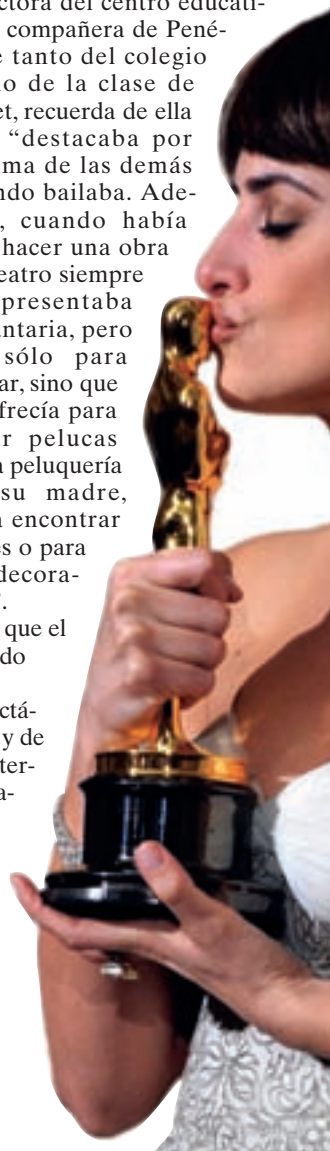 ctora del centro educati-
compañera de Pené-
e tanto del colegio
o de la clase de
et, recuerda de ella
“destacaba por
ma de las demás
ndo bailaba. Ade-
, cuando había
hacer una obra
eatro siempre
presentaba
untaria, pero
sólo para
ar, sino que
frecía para
r pelucas
a peluquería
su madre,
n encontrar
es o para
decora-
”.
que el
do
ctá-
y de
ter-
a-